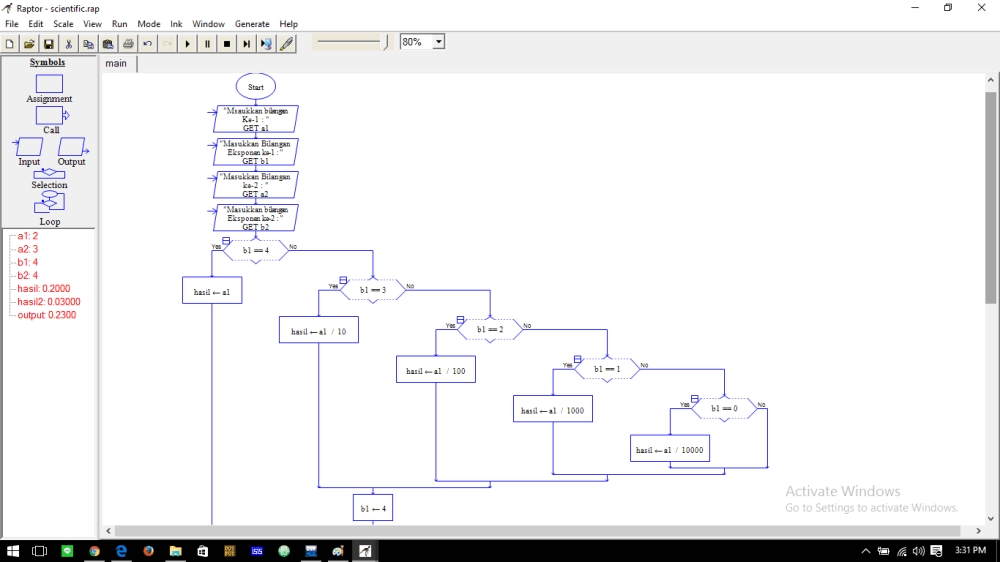 Raptor - scientific.rap
File Edit Scale View Run Mode Ink Window Generate Help
80%
Symbols
Assignment
Call
Input Output
Selection
Loop
a1: 2
a2: 3
b1: 4
b2: 4
hasil: 0.2000
hasil2: 0.03000
output: 0.2300
main
Start
"Msaukkan bilangan
Ke-1 : "
GET a1
"Masukkan Bilangan
Eksponen ke-1 : "
GET b1
"Masukkan Bilangan
ke-2 : "
GET a2
"Masukkan bilangan
Eksponen ke-2 : "
GET b2
Yes b1 == 4 No
hasil ← a1
Yes b1 == 3 No
hasil ← a1 / 10
Yes b1 == 2 No
hasil ← a1 / 100
Yes b1 == 1 No
hasil ← a1 / 1000
Yes b1 == 0 No
hasil ← a1 / 10000
b1 ← 4
Activate Windows
Go to Settings to activate Windows.
3:31 PM